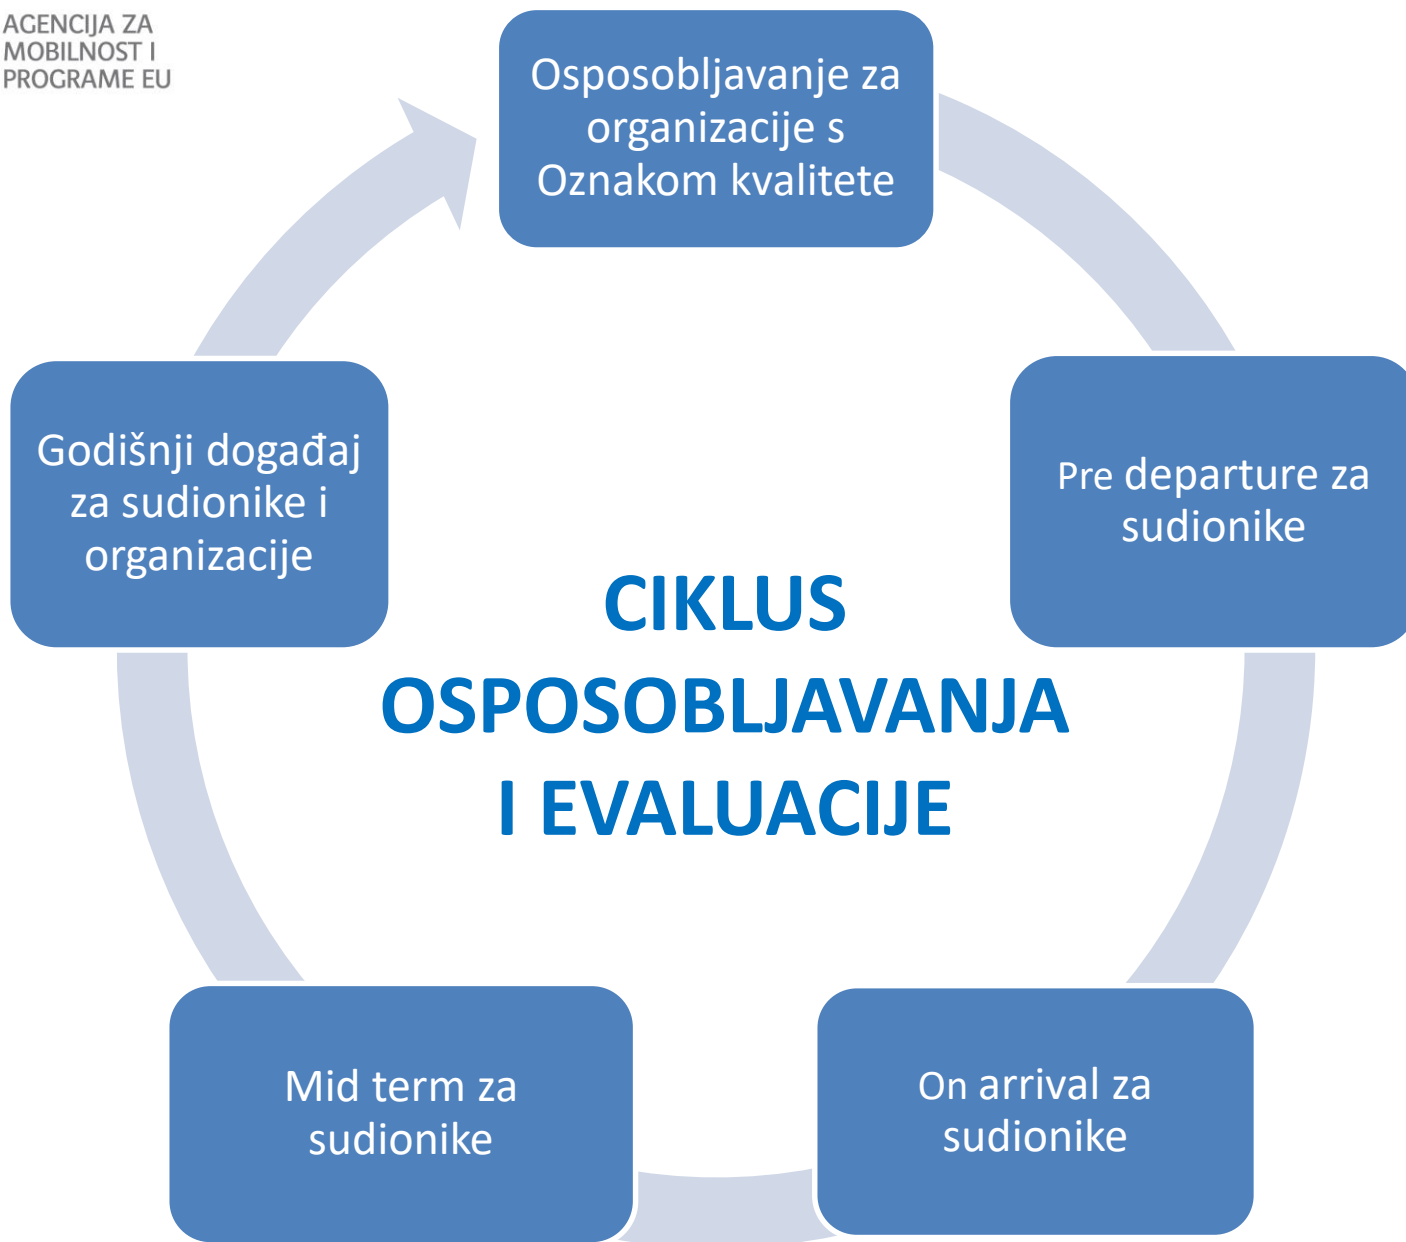 AGENCIJA ZA
MOBILNOST I
PROGRAME EU
Osposobljavanje za
organizacije s
Oznakom kvalitete
Godišnji događaj
za sudionike i
organizacije
Pre departure za
sudionike
CIKLUS
OSPOSOBLJAVANJA
I EVALUACIJE
Mid term za
sudionike
On arrival za
sudionike